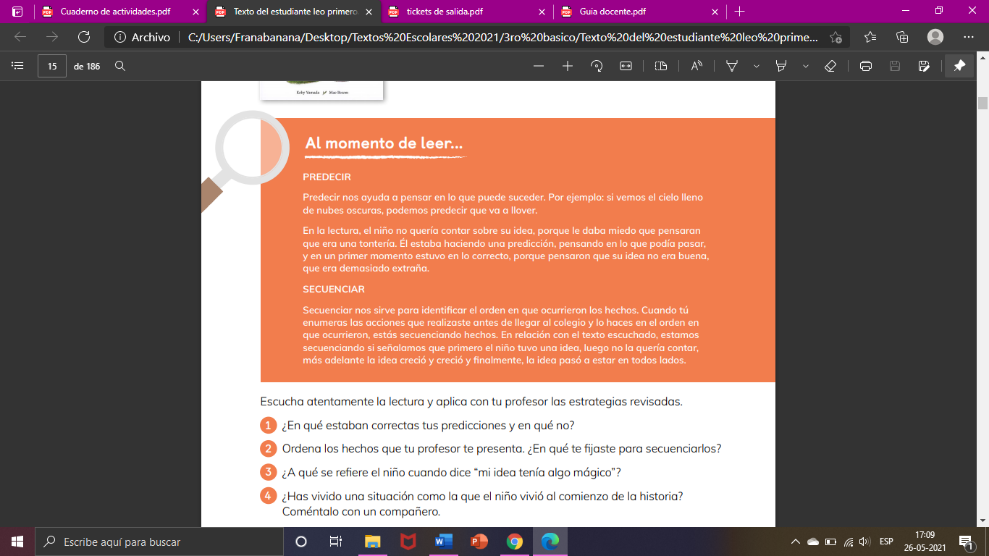 Cuaderno de actividades.pdf
Texto del estudiante leo primero
tickets de salida.pdf
Guía docente.pdf
Archivo
C:/Users/Franabanana/Desktop/Textos%20Escolares%202021/3ro%20basico/Texto%20del%20estudiante%20leo%20prime...
15 de 186
Al momento de leer...
PREDECIR
Predecir nos ayuda a pensar en lo que puede suceder. Por ejemplo: si vemos el cielo lleno
de nubes oscuras, podemos predecir que va a llover.
En la lectura, el niño no quería contar sobre su idea, porque le daba miedo que pensaran
que era una tontería. Él estaba haciendo una predicción, pensando en lo que podía pasar,
y en un primer momento estuvo en lo correcto, porque pensaron que su idea no era buena,
que era demasiado extraña.
SECUENCIAR
Secuenciar nos sirve para identificar el orden en que ocurrieron los hechos. Cuando tú
enumeras las acciones que realizaste antes de llegar al colegio y lo haces en el orden en
que ocurrieron, estás secuenciando hechos. En relación con el texto escuchado, estamos
secuenciando si señalamos que primero el niño tuvo una idea, luego no la quería contar,
más adelante la idea creció y creció y finalmente, la idea pasó a estar en todos lados.
Escucha atentamente la lectura y aplica con tu profesor las estrategias revisadas.
1 ¿En qué estaban correctas tus predicciones y en qué no?
2 Ordena los hechos que tu profesor te presenta. ¿En qué te fijaste para secuenciarlos?
3 ¿A qué se refiere el niño cuando dice “mi idea tenía algo mágico”?
4 ¿Has vivido una situación como la que el niño vivió al comienzo de la historia?
Coméntalo con un compañero.
Escribe aquí para buscar
ESP
17:09
26-05-2021
1